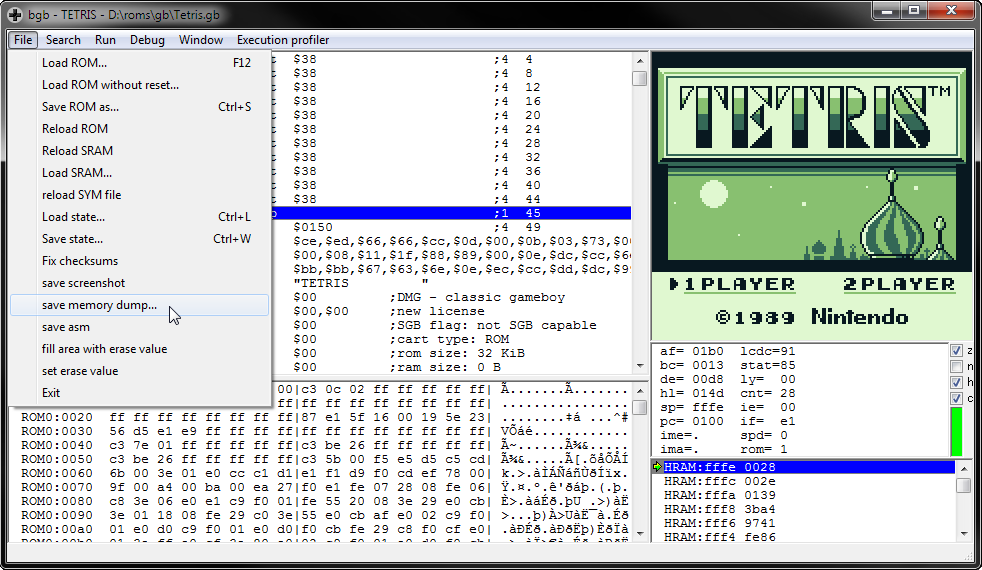 bgb - TETRIS - D:\roms\gb\Tetris.gb
File Search Run Debug Window Execution profiler
Load ROM... F12
Load ROM without reset...
Save ROM as... Ctrl+S
Reload ROM
Reload SRAM
Load SRAM...
reload SYM file
Load state... Ctrl+L
Save state... Ctrl+W
Fix checksums
save screenshot
save memory dump...
save asm
fill area with erase value
set erase value
Exit
$38 ;4 4
$38 ;4 8
$38 ;4 12
$38 ;4 16
$38 ;4 20
$38 ;4 24
$38 ;4 28
$38 ;4 32
$38 ;4 36
$38 ;4 40
$38 ;4 44
;1 45
$0150 ;4 49
$ce,$ed,$66,$66,$cc,$0d,$00,$0b,$03,$73,$0
$00,$08,$11,$1f,$88,$89,$00,$0e,$dc,$cc,$6
$bb,$bb,$67,$63,$6e,$0e,$ec,$cc,$dd,$dc,$9
"TETRIS "
$00 ;DMG - classic gameboy
$00,$00 ;new license
$00 ;SGB flag: not SGB capable
$00 ;cart type: ROM
$00 ;rom size: 32 KiB
$00 ;ram size: 0 B
TETRIS™
1PLAYER 2PLAYER
©1989 Nintendo
af= 01b0 lcdc=91
bc= 0013 stat=85
de= 00d8 ly= 00
hl= 014d cnt= 28
sp= fffe ie= 00
pc= 0100 if= e1
ime=. spd= 0
ima=. rom= 1
z
n
h
c
00|c3 0c 02 ff ff ff ff ff| Ã.......Ã.......
ff ff ff ff ff ff ff ff| ................
ROM0:0020 ff ff ff ff ff ff ff ff|87 e1 5f 16 00 19 5e 23| ........‡á_...^#
ROM0:0030 56 d5 e1 e9 ff ff ff ff|ff ff ff ff ff ff ff ff| VÕáé............
ROM0:0040 c3 7e 01 ff ff ff ff ff|c3 be 26 ff ff ff ff ff| Ã~......Ã¾&.....
ROM0:0050 c3 be 26 ff ff ff ff ff|c3 5b 00 f5 e5 d5 c5 cd| Ã¾&.....Ã[.õåÕÅÍ
ROM0:0060 6b 00 3e 01 e0 cc c1 d1|e1 f1 d9 f0 cd ef 78 00| k.>.àÌÁÑáñÙðÍïx.
ROM0:0070 9f 00 a4 00 ba 00 ea 27|f0 e1 fe 07 28 08 fe 06| Ÿ.¤.º.ê'ðáþ.(.þ.
ROM0:0080 c8 3e 06 e0 e1 c9 f0 01|fe 55 20 08 3e 29 e0 cb| È>.àáÉð.þU .>)àË
ROM0:0090 3e 01 18 08 fe 29 c0 3e|55 e0 cb af e0 02 c9 f0| >...þ)À>UàË¯à.Éð
ROM0:00a0 01 e0 d0 c9 f0 01 e0 d0|f0 cb fe 29 c8 f0 cf e0| .àÐÉð.àÐðËþ)ÈðÏà
HRAM:fffe 0028
HRAM:fffc 002e
HRAM:fffa 0139
HRAM:fff8 3ba4
HRAM:fff6 9741
HRAM:fff4 fe86